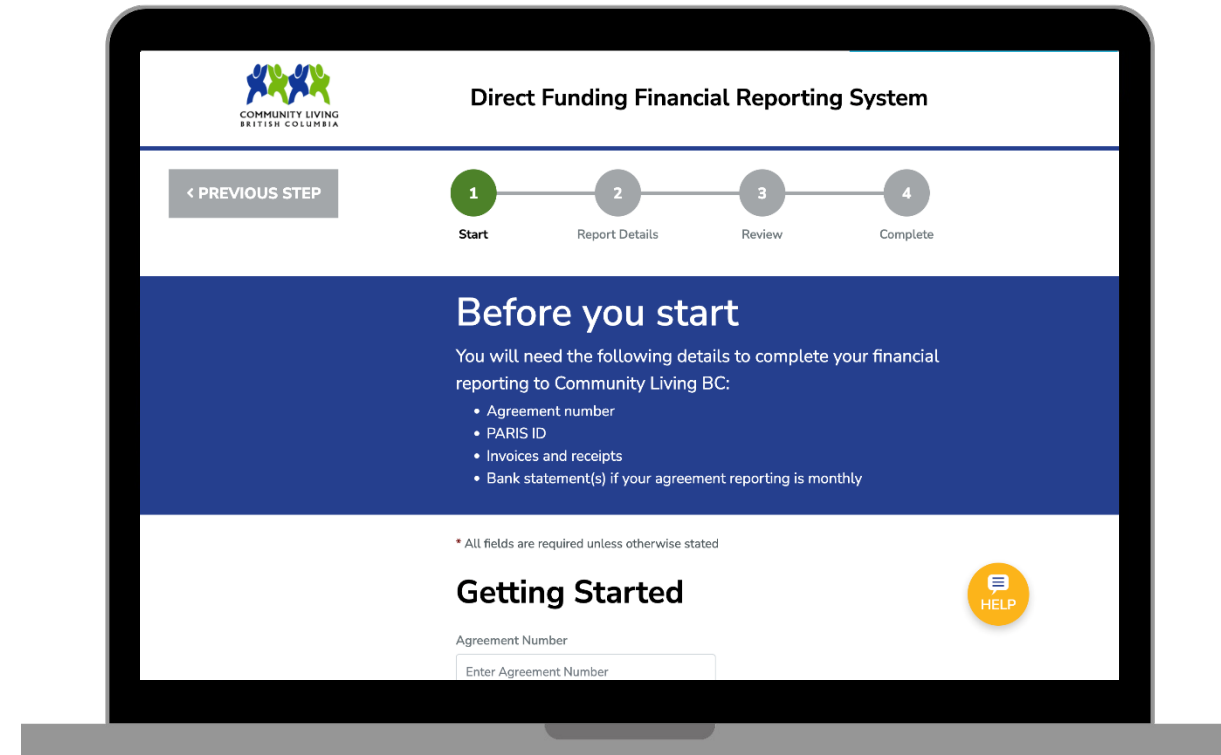 COMMUNITY LIVING
BRITISH COLUMBIA
Direct Funding Financial Reporting System
< PREVIOUS STEP
1
2
3
4
Start
Report Details
Review
Complete
Before you start
You will need the following details to complete your financial
reporting to Community Living BC:
• Agreement number
• PARIS ID
• Invoices and receipts
• Bank statement(s) if your agreement reporting is monthly
* All fields are required unless otherwise stated
Getting Started
HELP
Agreement Number
Enter Agreement Number